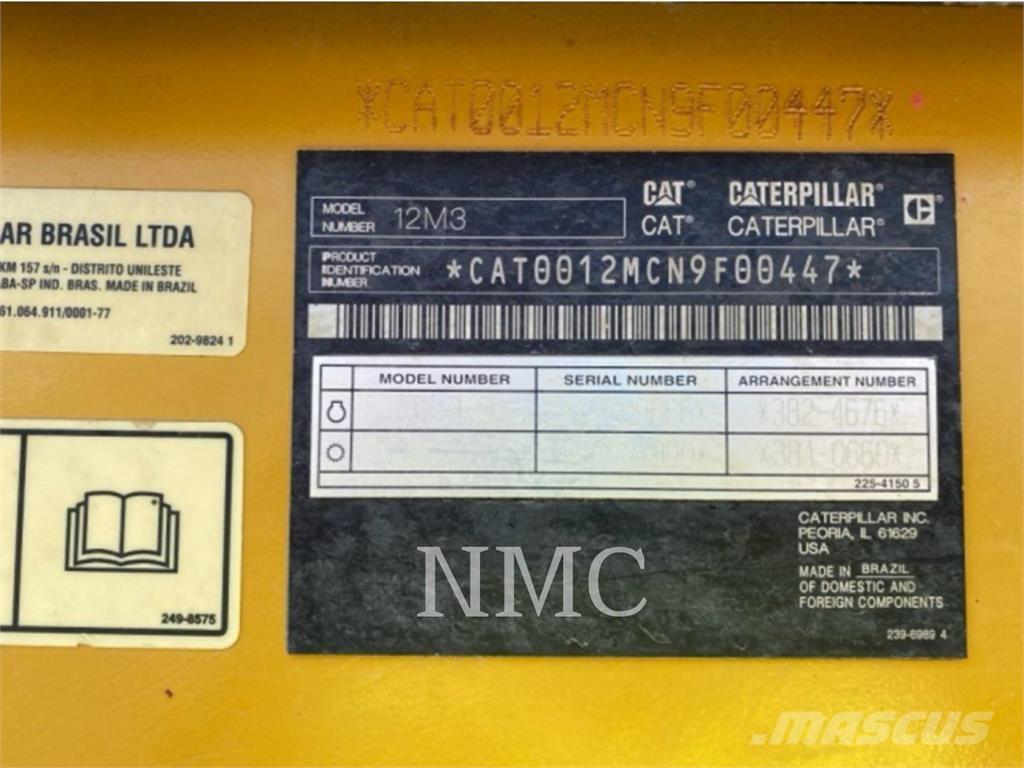 *CAT0012MCN9F00447*
AR BRASIL LTDA
KM 157 s/n - DISTRITO UNILESTE
ABA-SP IND. BRAS. MADE IN BRAZIL
61.064.911/0001-77
202-9824 1
249-8575
MODEL NUMBER 12M3
CAT® CATERPILLAR®
CAT® CATERPILLAR®
PRODUCT IDENTIFICATION NUMBER *CAT0012MCN9F00447*
MODEL NUMBER SERIAL NUMBER ARRANGEMENT NUMBER
*382-4676*
*381-0660*
225-4150 5
CATERPILLAR INC.
PEORIA, IL 61629
USA
MADE IN BRAZIL
OF DOMESTIC AND
FOREIGN COMPONENTS
239-6989 4
NMC
mascus